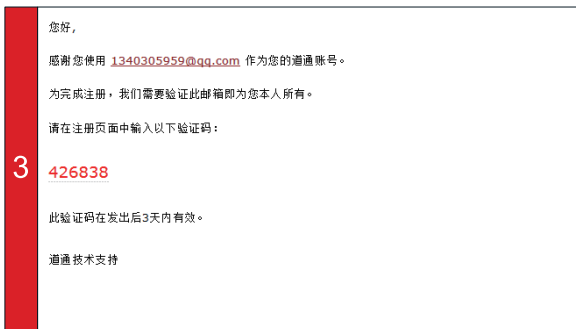 您好,
感谢您使用 1340305959@qq.com 作为您的道通账号。
为完成注册，我们需要验证此邮箱即为您本人所有。
请在注册页面中输入以下验证码：
3
426838
此验证码在发出后3天内有效。
道通技术支持